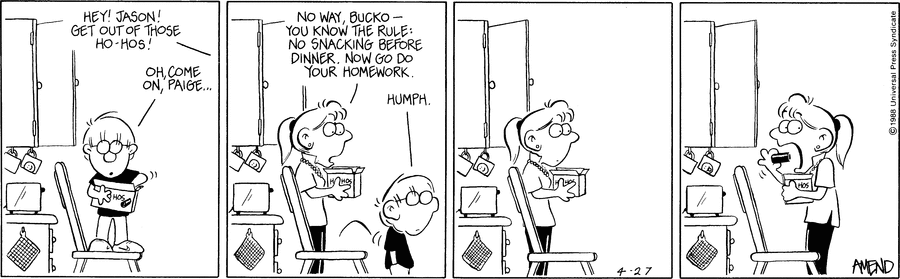 HEY! JASON!
GET OUT OF THOSE
HO-HOS!
OH, COME
ON, PAIGE...
HOS
NO WAY, BUCKO—
YOU KNOW THE RULE:
NO SNACKING BEFORE
DINNER. NOW GO DO
YOUR HOMEWORK.
HUMPH.
HOS
HOS
4-27
HOS
AMEND
©1988 Universal Press Syndicate